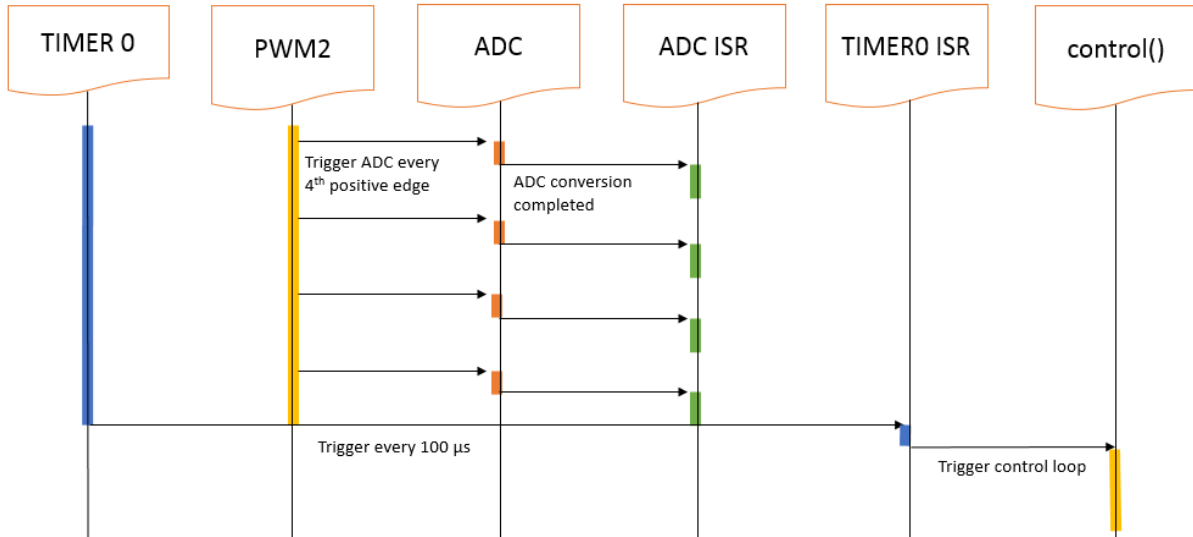 TIMER 0
PWM2
ADC
ADC ISR
TIMER0 ISR
control()
Trigger ADC every
4th positive edge
ADC conversion
completed
Trigger every 100 µs
Trigger control loop